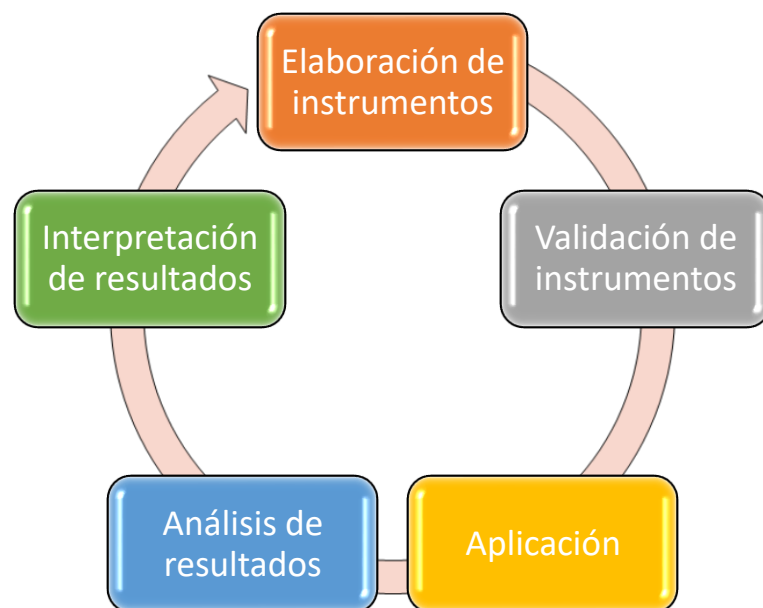 Elaboración de
instrumentos
Validación de
instrumentos
Aplicación
Análisis de
resultados
Interpretación
de resultados